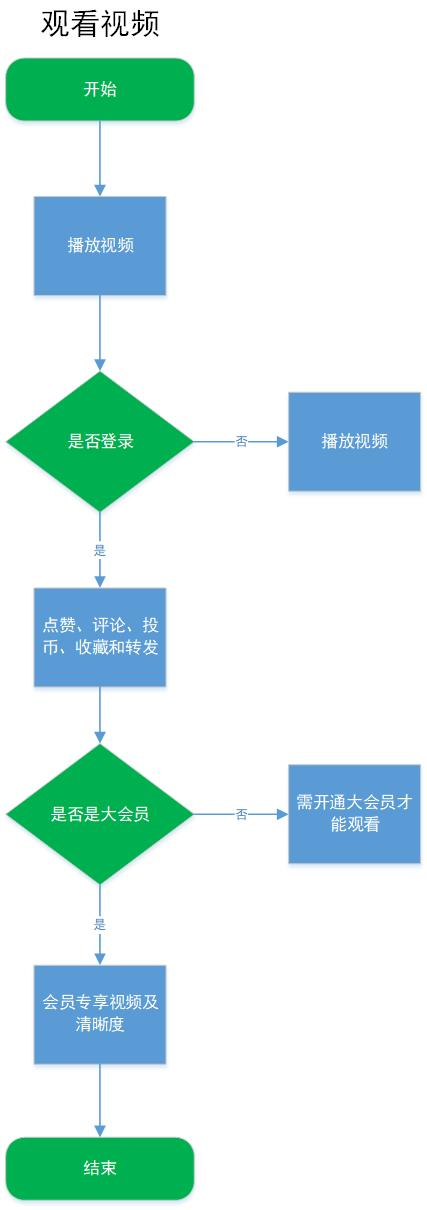 观看视频
开始
播放视频
是否登录
否
播放视频
是
点赞、评论、投
币、收藏和转发
是否是大会员
否
需开通大会员才
能观看
是
会员专享视频及
清晰度
结束